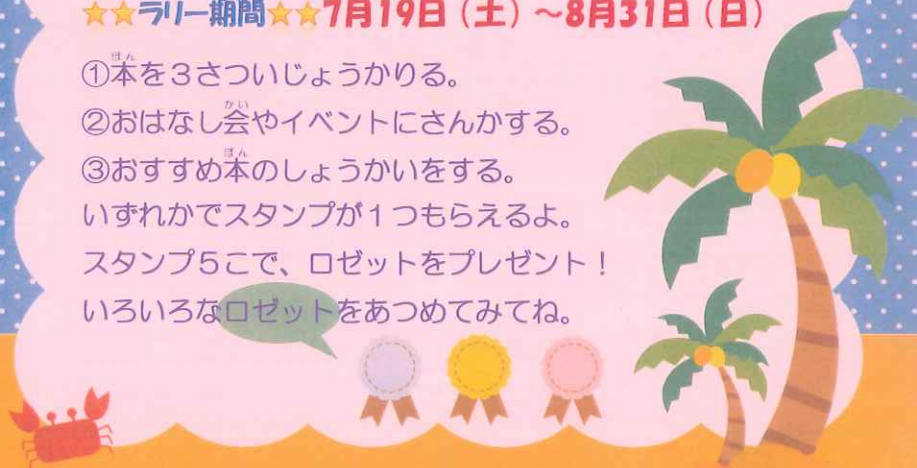 ★★ラリー期間★★7月19日（土）～8月31日（日）
①本を3さついじょうかりる。
②おはなし会やイベントにさんかする。
③おすすめ本のしょうかいをする。
いずれかでスタンプが1つもらえるよ。
スタンプ5こで、ロゼットをプレゼント！
いろいろなロゼットをあつめてみてね。